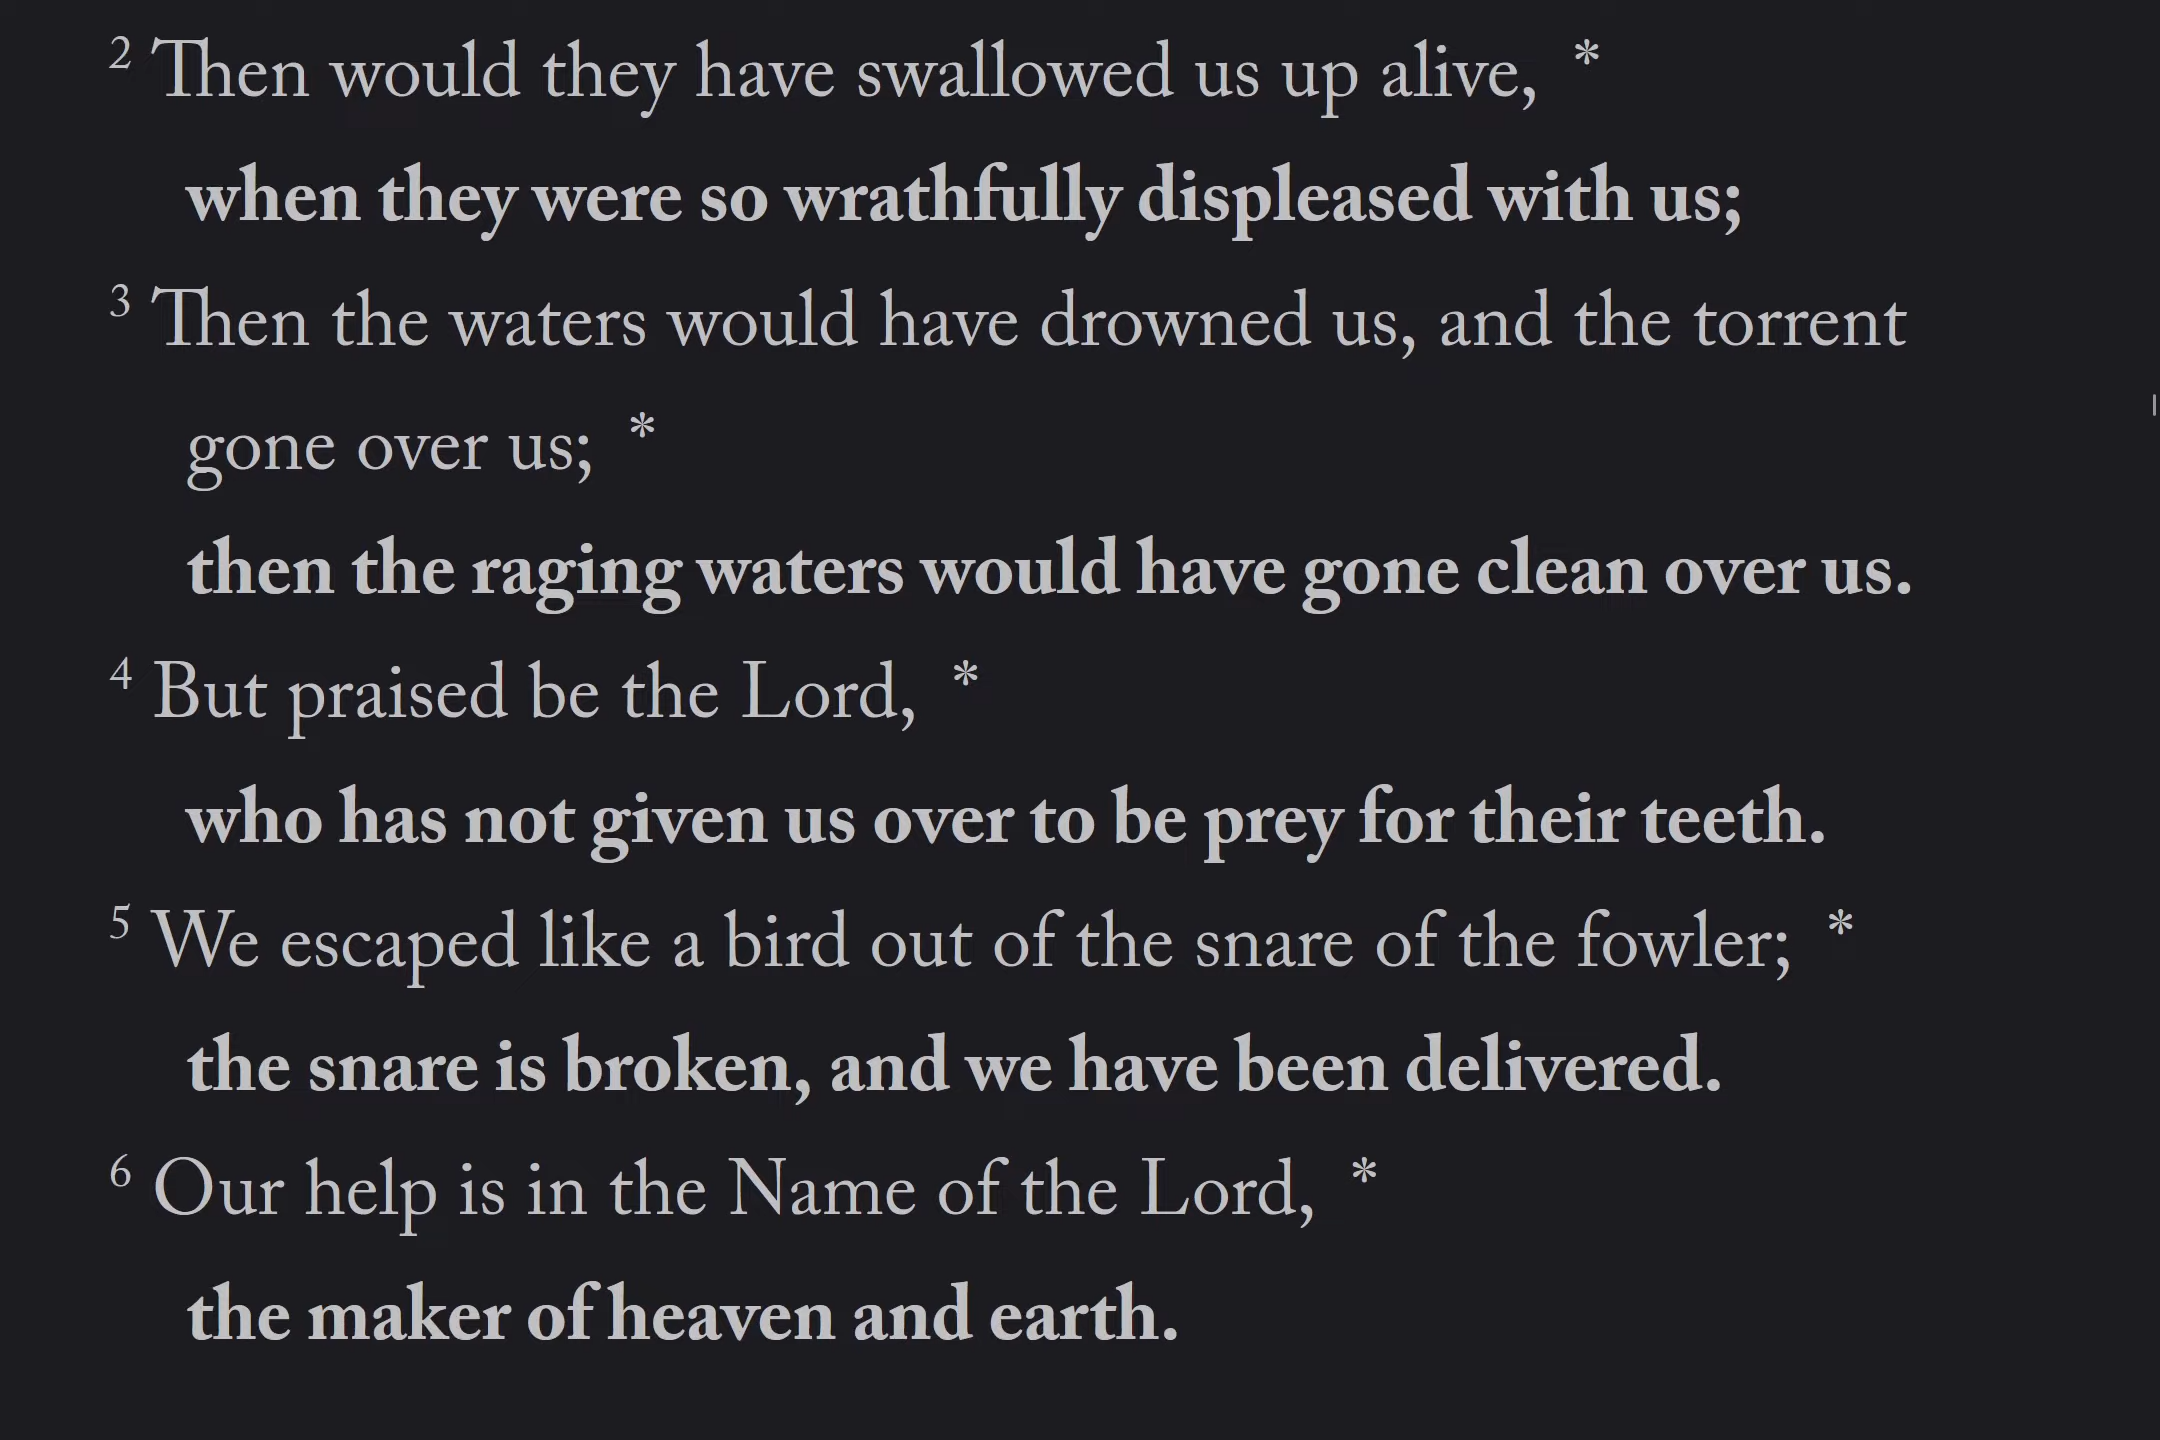 2 Then would they have swallowed us up alive, *
when they were so wrathfully displeased with us;
3 Then the waters would have drowned us, and the torrent
gone over us; *
then the raging waters would have gone clean over us.
4 But praised be the Lord, *
who has not given us over to be prey for their teeth.
5 We escaped like a bird out of the snare of the fowler; *
the snare is broken, and we have been delivered.
6 Our help is in the Name of the Lord, *
the maker of heaven and earth.